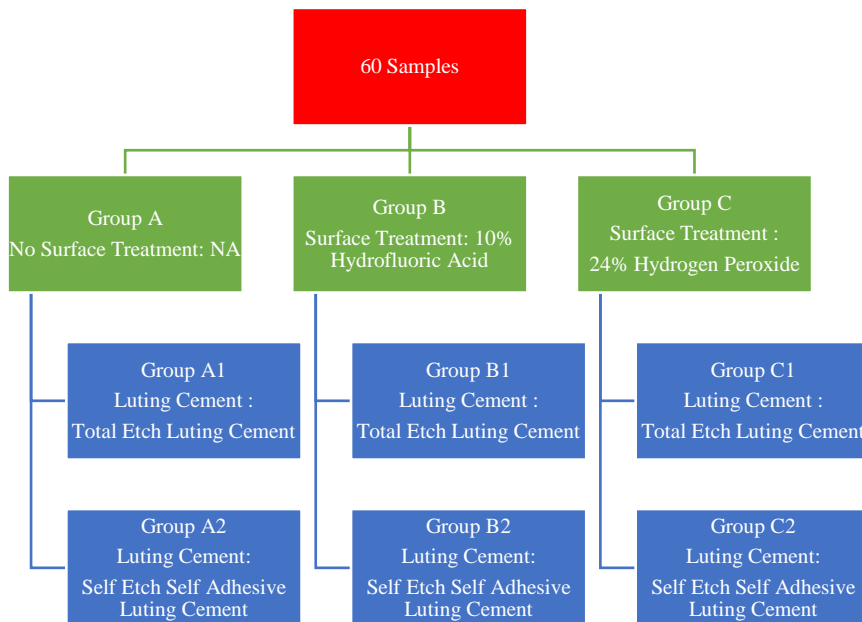 60 Samples
Group A
No Surface Treatment: NA
Group B
Surface Treatment: 10%
Hydrofluoric Acid
Group C
Surface Treatment :
24% Hydrogen Peroxide
Group A1
Luting Cement :
Total Etch Luting Cement
Group B1
Luting Cement :
Total Etch Luting Cement
Group C1
Luting Cement :
Total Etch Luting Cement
Group A2
Luting Cement:
Self Etch Self Adhesive
Luting Cement
Group B2
Luting Cement:
Self Etch Self Adhesive
Luting Cement
Group C2
Luting Cement:
Self Etch Self Adhesive
Luting Cement